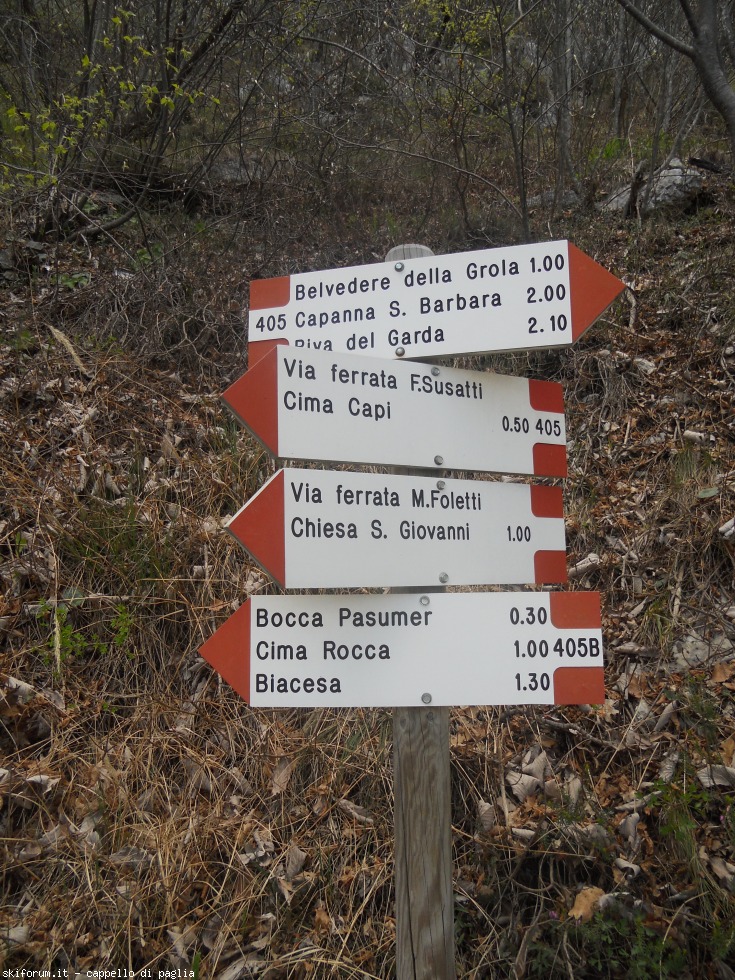 Belvedere della Grola 1.00
405 Capanna S. Barbara 2.00
Riva del Garda 2.10
Via ferrata F.Susatti
Cima Capi 0.50 405
Via ferrata M.Foletti
Chiesa S. Giovanni 1.00
Bocca Pasumer 0.30
Cima Rocca 1.00 405B
Biacesa 1.30
skiforum.it - cappello di paglia